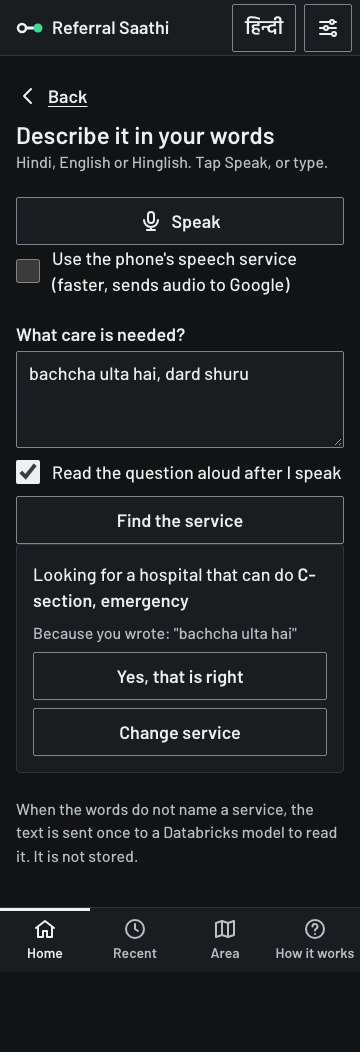 Referral Saathi
हिन्दी
Back
Describe it in your words
Hindi, English or Hinglish. Tap Speak, or type.
Speak
Use the phone's speech service
(faster, sends audio to Google)
What care is needed?
bachcha ulta hai, dard shuru
Read the question aloud after I speak
Find the service
Looking for a hospital that can do C-
section, emergency
Because you wrote: "bachcha ulta hai"
Yes, that is right
Change service
When the words do not name a service, the
text is sent once to a Databricks model to read
it. It is not stored.
Home
Recent
Area
How it works